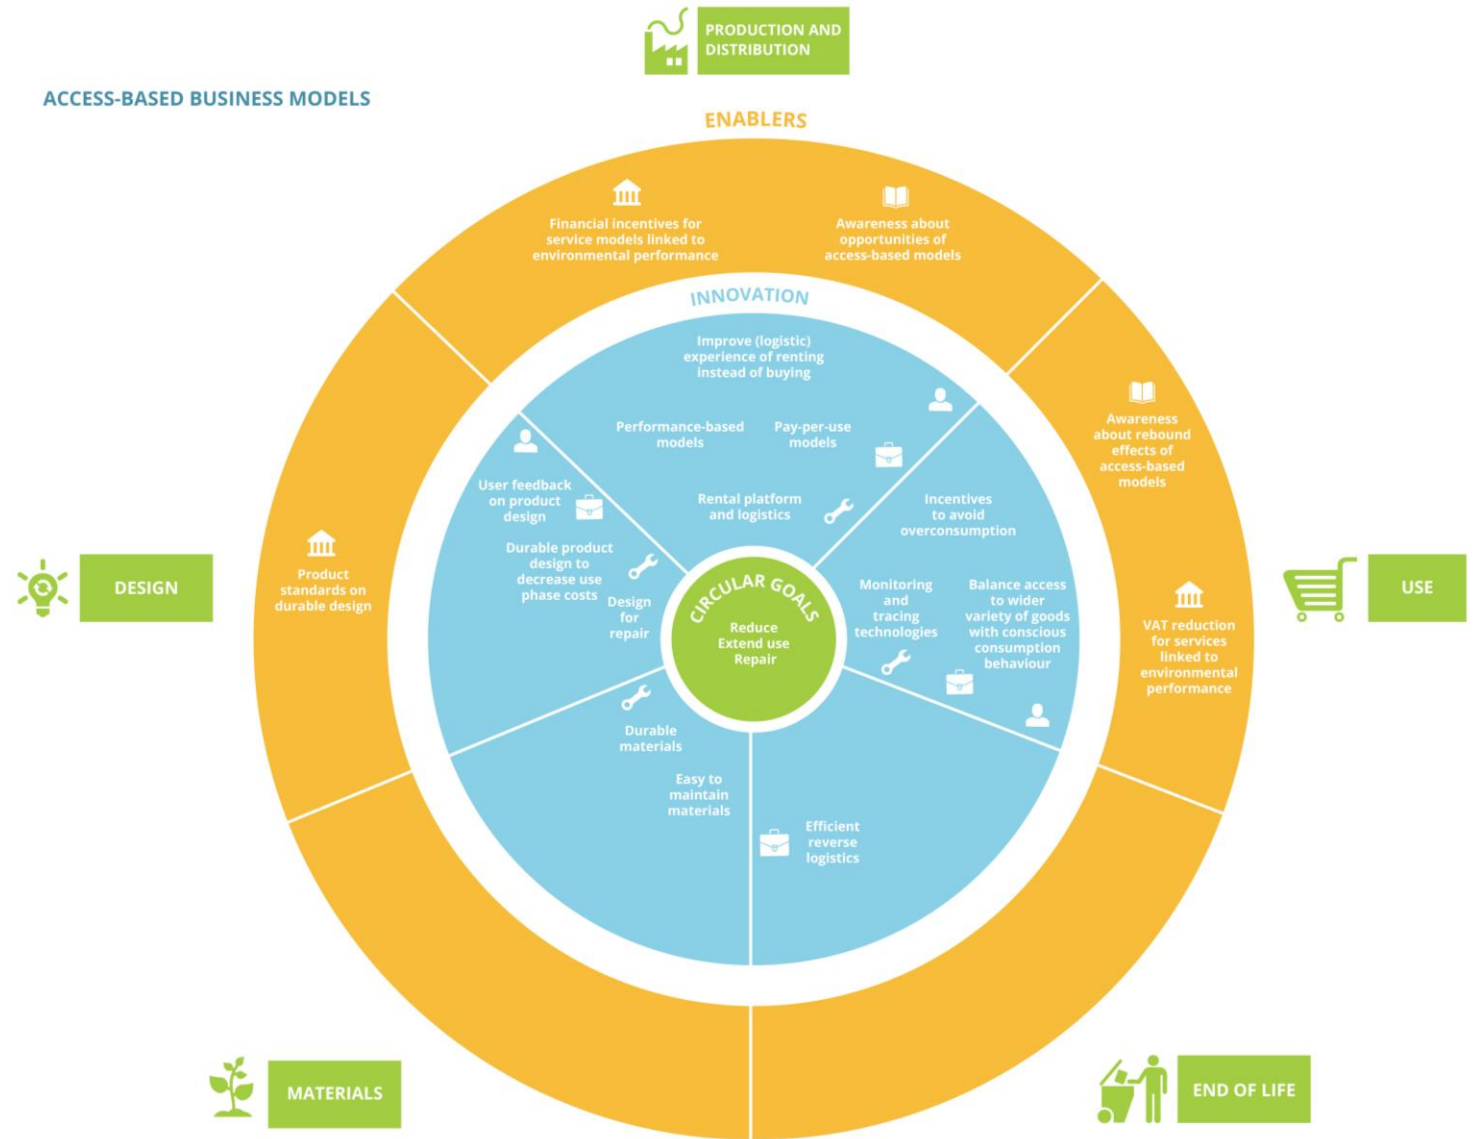 PRODUCTION AND
DISTRIBUTION
ACCESS-BASED BUSINESS MODELS
ENABLERS
Financial incentives for
service models linked to
environmental performance
Awareness about
opportunities of
access-based models
INNOVATION
Improve (logistic)
experience of renting
instead of buying
Performance-based
models
Pay-per-use
models
Rental platform
and logistics
Awareness
about rebound
effects of
access-based
models
VAT reduction
for services
linked to
environmental
performance
Incentives
to avoid
overconsumption
Monitoring
and
tracing
technologies
Balance access
to wider
variety of goods
with conscious
consumption
behaviour
User feedback
on product
design
Durable product
design to
decrease use
phase costs
Design
for
repair
Product
standards on
durable design
CIRCULAR GOALS
Reduce
Extend use
Repair
DESIGN
USE
Durable
materials
Easy to
maintain
materials
Efficient
reverse
logistics
MATERIALS
END OF LIFE